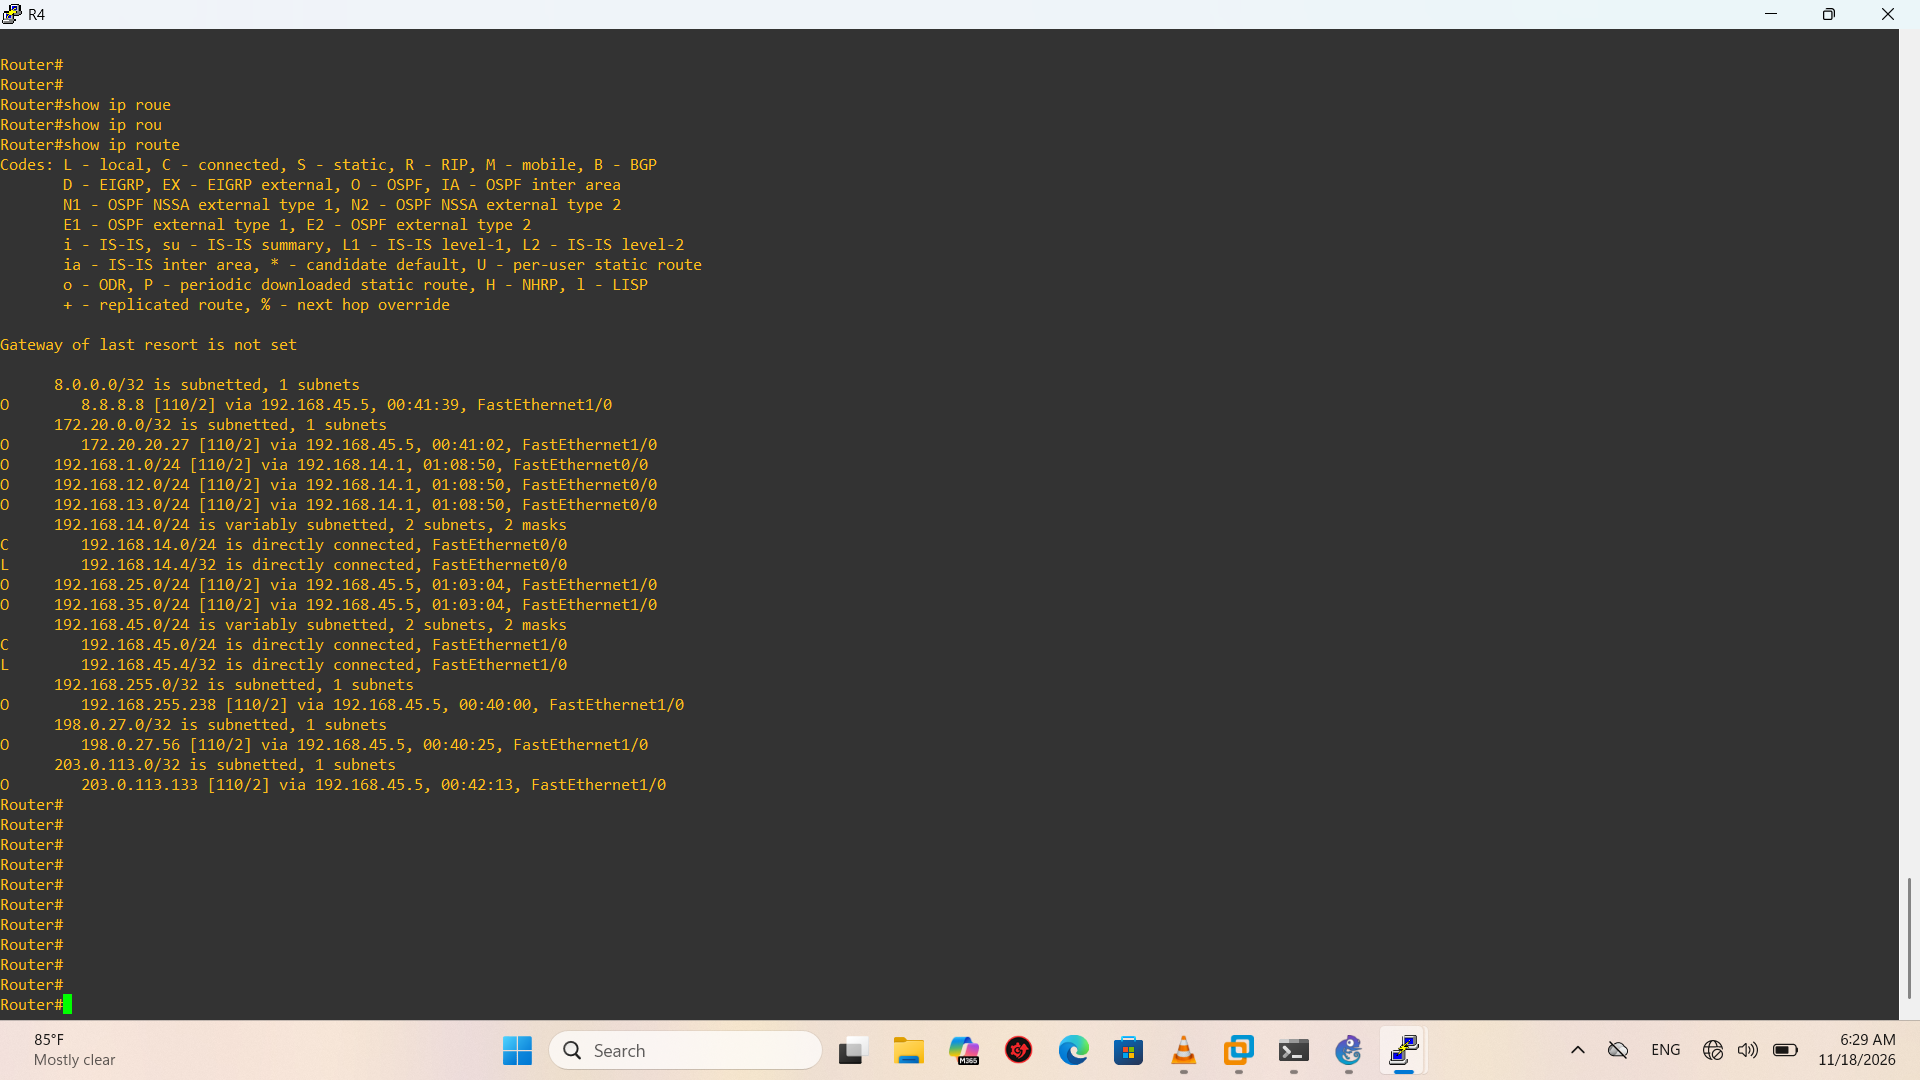 R4
Router#
Router#
Router#show ip roue
Router#show ip rou
Router#show ip route
Codes: L - local, C - connected, S - static, R - RIP, M - mobile, B - BGP
       D - EIGRP, EX - EIGRP external, O - OSPF, IA - OSPF inter area
       N1 - OSPF NSSA external type 1, N2 - OSPF NSSA external type 2
       E1 - OSPF external type 1, E2 - OSPF external type 2
       i - IS-IS, su - IS-IS summary, L1 - IS-IS level-1, L2 - IS-IS level-2
       ia - IS-IS inter area, * - candidate default, U - per-user static route
       o - ODR, P - periodic downloaded static route, H - NHRP, l - LISP
       + - replicated route, % - next hop override
Gateway of last resort is not set
      8.0.0.0/32 is subnetted, 1 subnets
O        8.8.8.8 [110/2] via 192.168.45.5, 00:41:39, FastEthernet1/0
      172.20.0.0/32 is subnetted, 1 subnets
O        172.20.20.27 [110/2] via 192.168.45.5, 00:41:02, FastEthernet1/0
O     192.168.1.0/24 [110/2] via 192.168.14.1, 01:08:50, FastEthernet0/0
O     192.168.12.0/24 [110/2] via 192.168.14.1, 01:08:50, FastEthernet0/0
O     192.168.13.0/24 [110/2] via 192.168.14.1, 01:08:50, FastEthernet0/0
      192.168.14.0/24 is variably subnetted, 2 subnets, 2 masks
C        192.168.14.0/24 is directly connected, FastEthernet0/0
L        192.168.14.4/32 is directly connected, FastEthernet0/0
O     192.168.25.0/24 [110/2] via 192.168.45.5, 01:03:04, FastEthernet1/0
O     192.168.35.0/24 [110/2] via 192.168.45.5, 01:03:04, FastEthernet1/0
      192.168.45.0/24 is variably subnetted, 2 subnets, 2 masks
C        192.168.45.0/24 is directly connected, FastEthernet1/0
L        192.168.45.4/32 is directly connected, FastEthernet1/0
      192.168.255.0/32 is subnetted, 1 subnets
O        192.168.255.238 [110/2] via 192.168.45.5, 00:40:00, FastEthernet1/0
      198.0.27.0/32 is subnetted, 1 subnets
O        198.0.27.56 [110/2] via 192.168.45.5, 00:40:25, FastEthernet1/0
      203.0.113.0/32 is subnetted, 1 subnets
O        203.0.113.133 [110/2] via 192.168.45.5, 00:42:13, FastEthernet1/0
Router#
Router#
Router#
Router#
Router#
Router#
Router#
Router#
Router#
Router#
Router#
85°F
Mostly clear
Search
M365
ENG
6:29 AM
11/18/2026